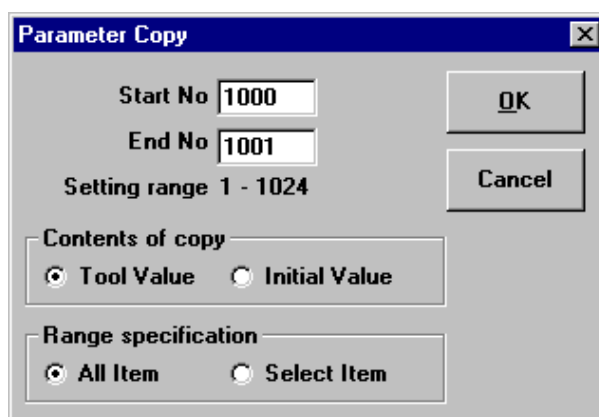 Parameter Copy
Start No 1000
OK
End No 1001
Cancel
Setting range 1 - 1024
Contents of copy
Tool Value Initial Value
Range specification
All Item Select Item